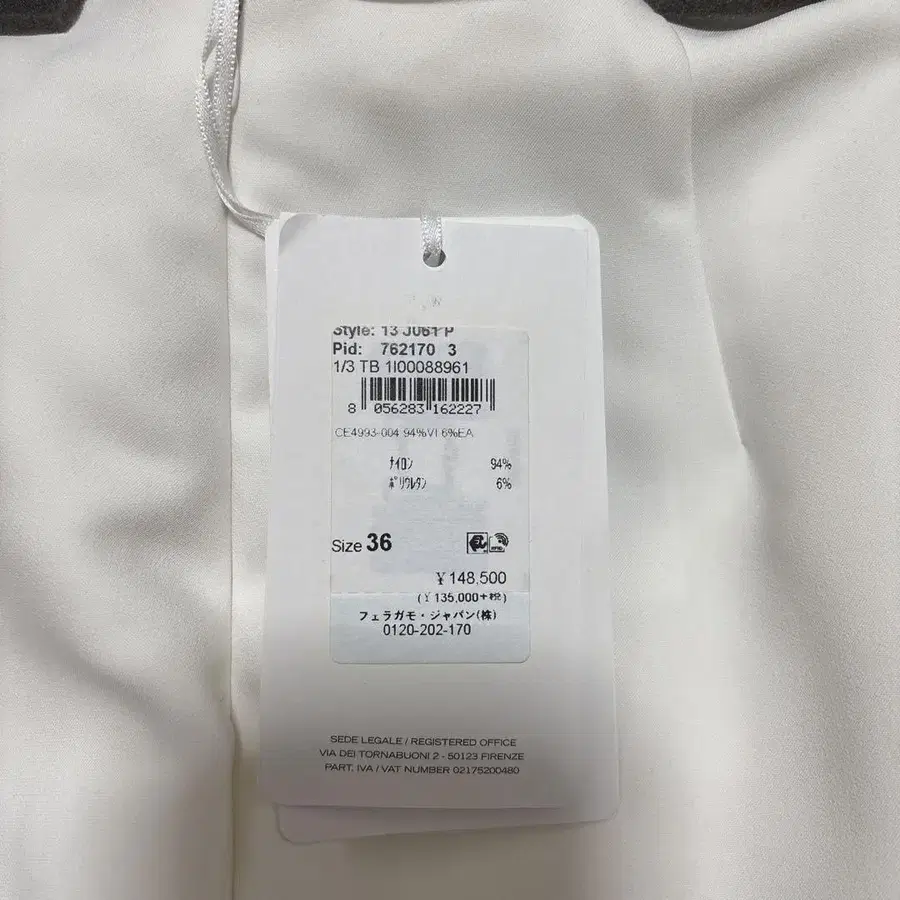 Style: 13 J061 P
Pid: 762170 3
1/3 TB 1I00088961
8 056283 162227
CE4993-004 94%VI 6%EA
ﾅｲﾛﾝ 94%
ﾎﾟﾘｳﾚﾀﾝ 6%
Size 36
RFID
¥ 148,500
(¥ 135,000+税)
フェラガモ・ジャパン(株)
0120-202-170
SEDE LEGALE / REGISTERED OFFICE
VIA DEI TORNABUONI 2 - 50123 FIRENZE
PART. IVA / VAT NUMBER 02175200480